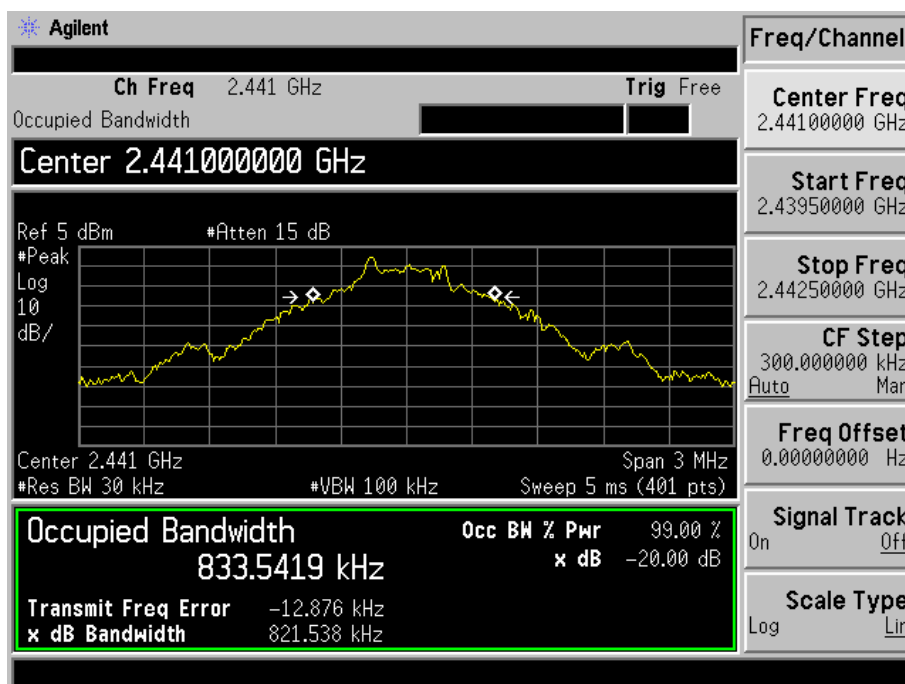 Agilent
Freq/Channel
Ch Freq 2.441 GHz Trig Free
Occupied Bandwidth
Center 2.441000000 GHz
Ref 5 dBm #Atten 15 dB
#Peak
Log
10
dB/
Center 2.441 GHz Span 3 MHz
#Res BW 30 kHz #VBW 100 kHz Sweep 5 ms (401 pts)
Occupied Bandwidth Occ BW % Pwr 99.00 %
833.5419 kHz x dB -20.00 dB
Transmit Freq Error -12.876 kHz
x dB Bandwidth 821.538 kHz
Center Freq
2.44100000 GHz
Start Freq
2.43950000 GHz
Stop Freq
2.44250000 GHz
CF Step
300.000000 kHz
Auto Man
Freq Offset
0.00000000 Hz
Signal Track
On Off
Scale Type
Log Lin